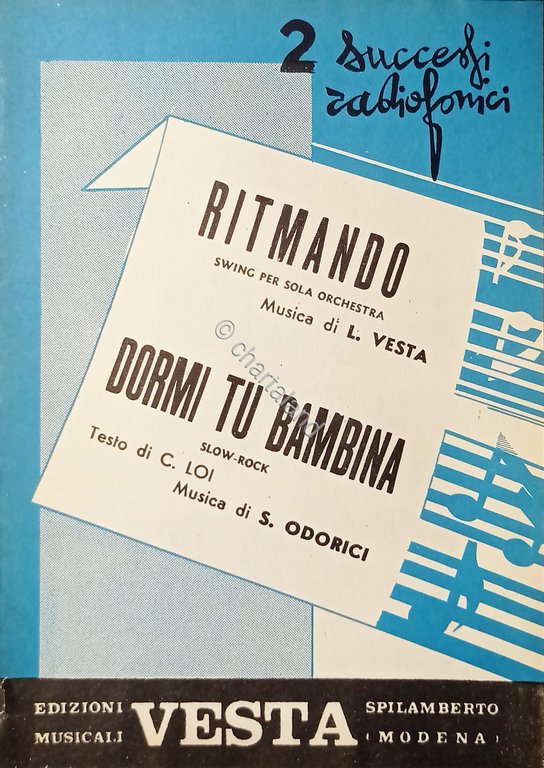 2 successi
radiofonici
RITMANDO
SWING PER SOLA ORCHESTRA
Musica di L. VESTA
© chartaland
DORMI TU BAMBINA
SLOW-ROCK
Testo di C. LOI
Musica di S. ODORICI
EDIZIONI MUSICALI VESTA SPILAMBERTO (MODENA)